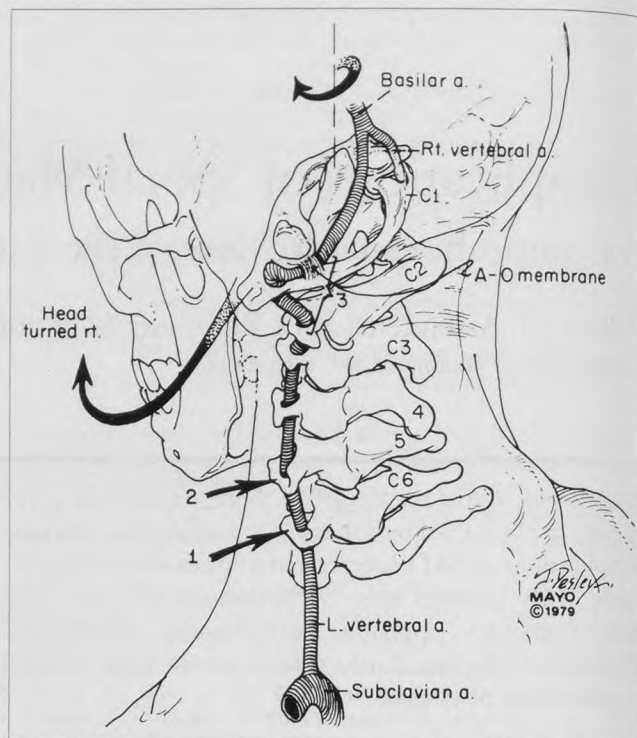 Basilar a.
Rt. vertebral a.
C1
C2
A-O membrane
3
Head
turned rt.
C3
4
5
C6
2
1
MAYO
©1979
L. vertebral a.
Subclavian a.